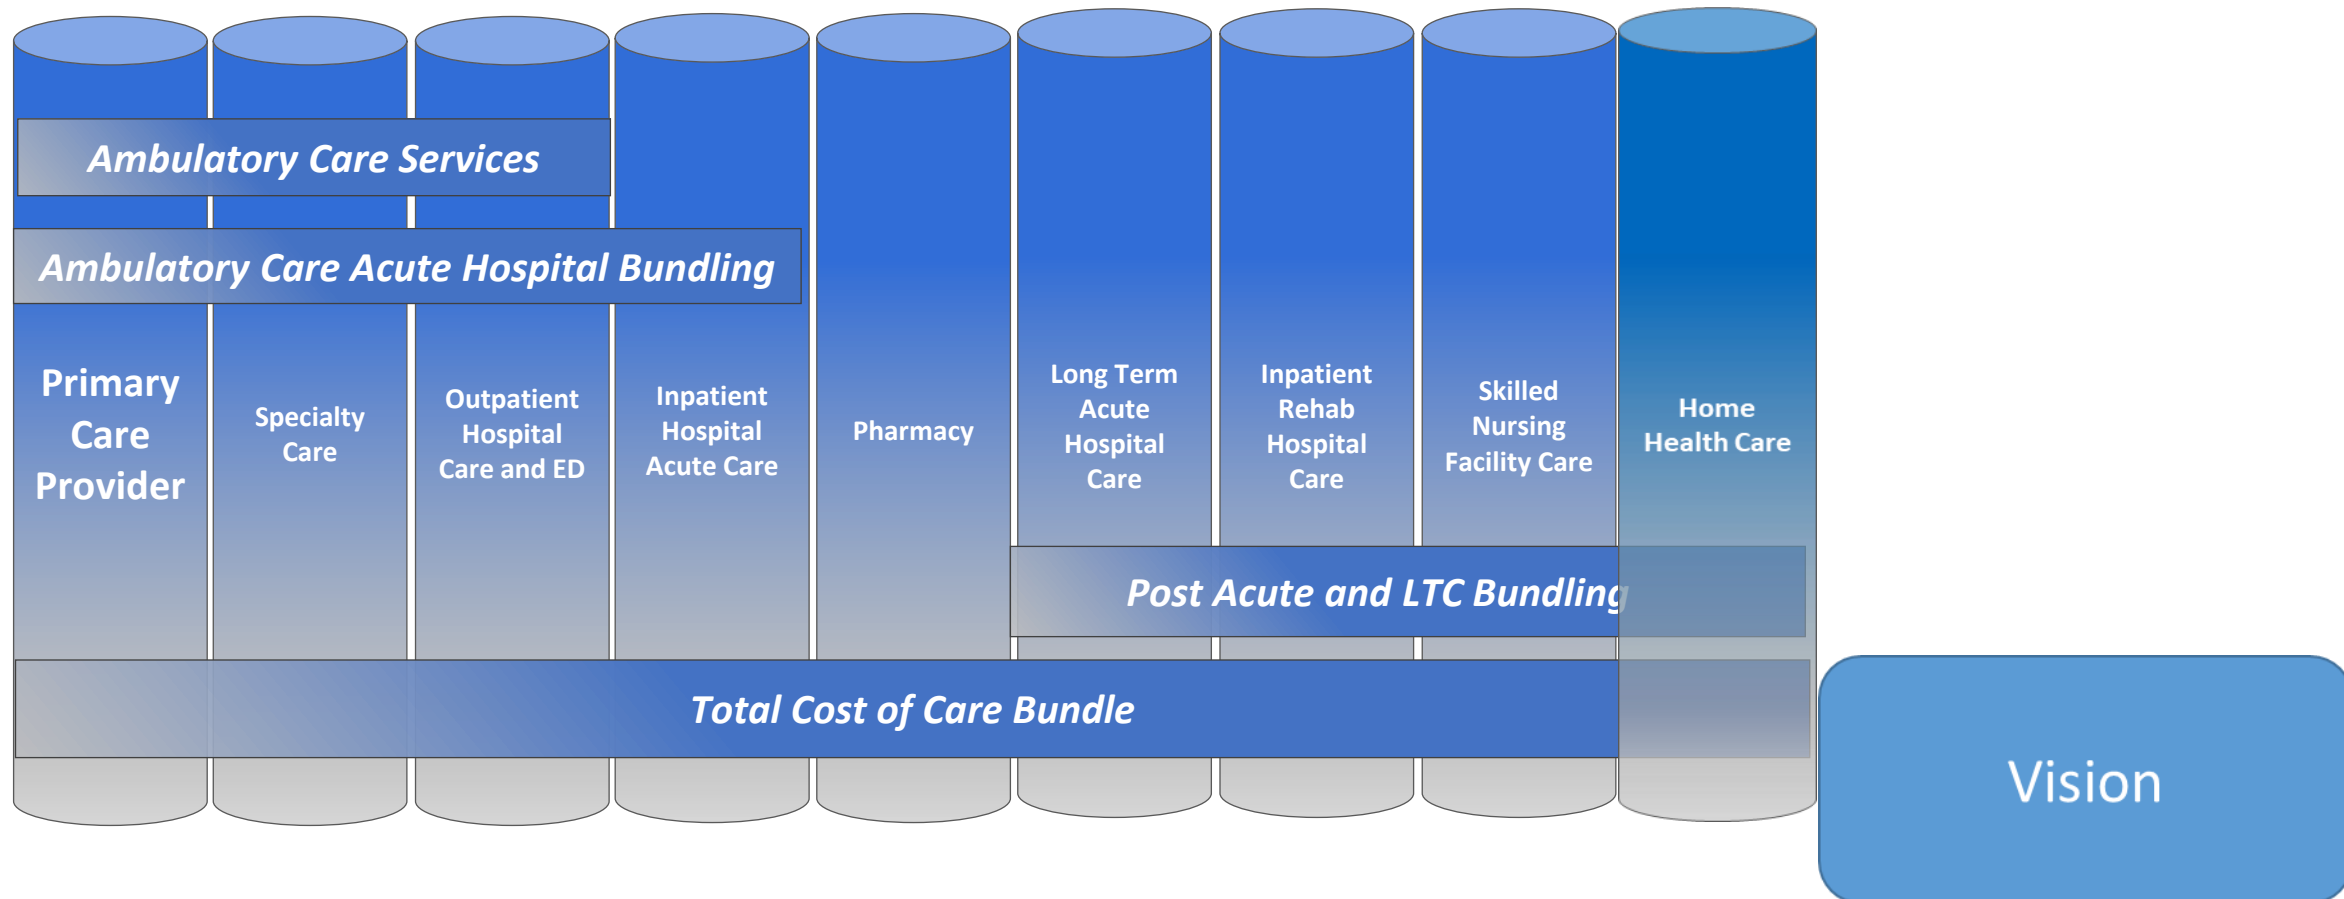 Ambulatory Care Services
Ambulatory Care Acute Hospital Bundling
Primary
Care
Provider
Specialty
Care
Outpatient
Hospital
Care and ED
Inpatient
Hospital
Acute Care
Pharmacy
Long Term
Acute
Hospital
Care
Inpatient
Rehab
Hospital
Care
Skilled
Nursing
Facility Care
Home
Health Care
Post Acute and LTC Bundling
Total Cost of Care Bundle
Vision